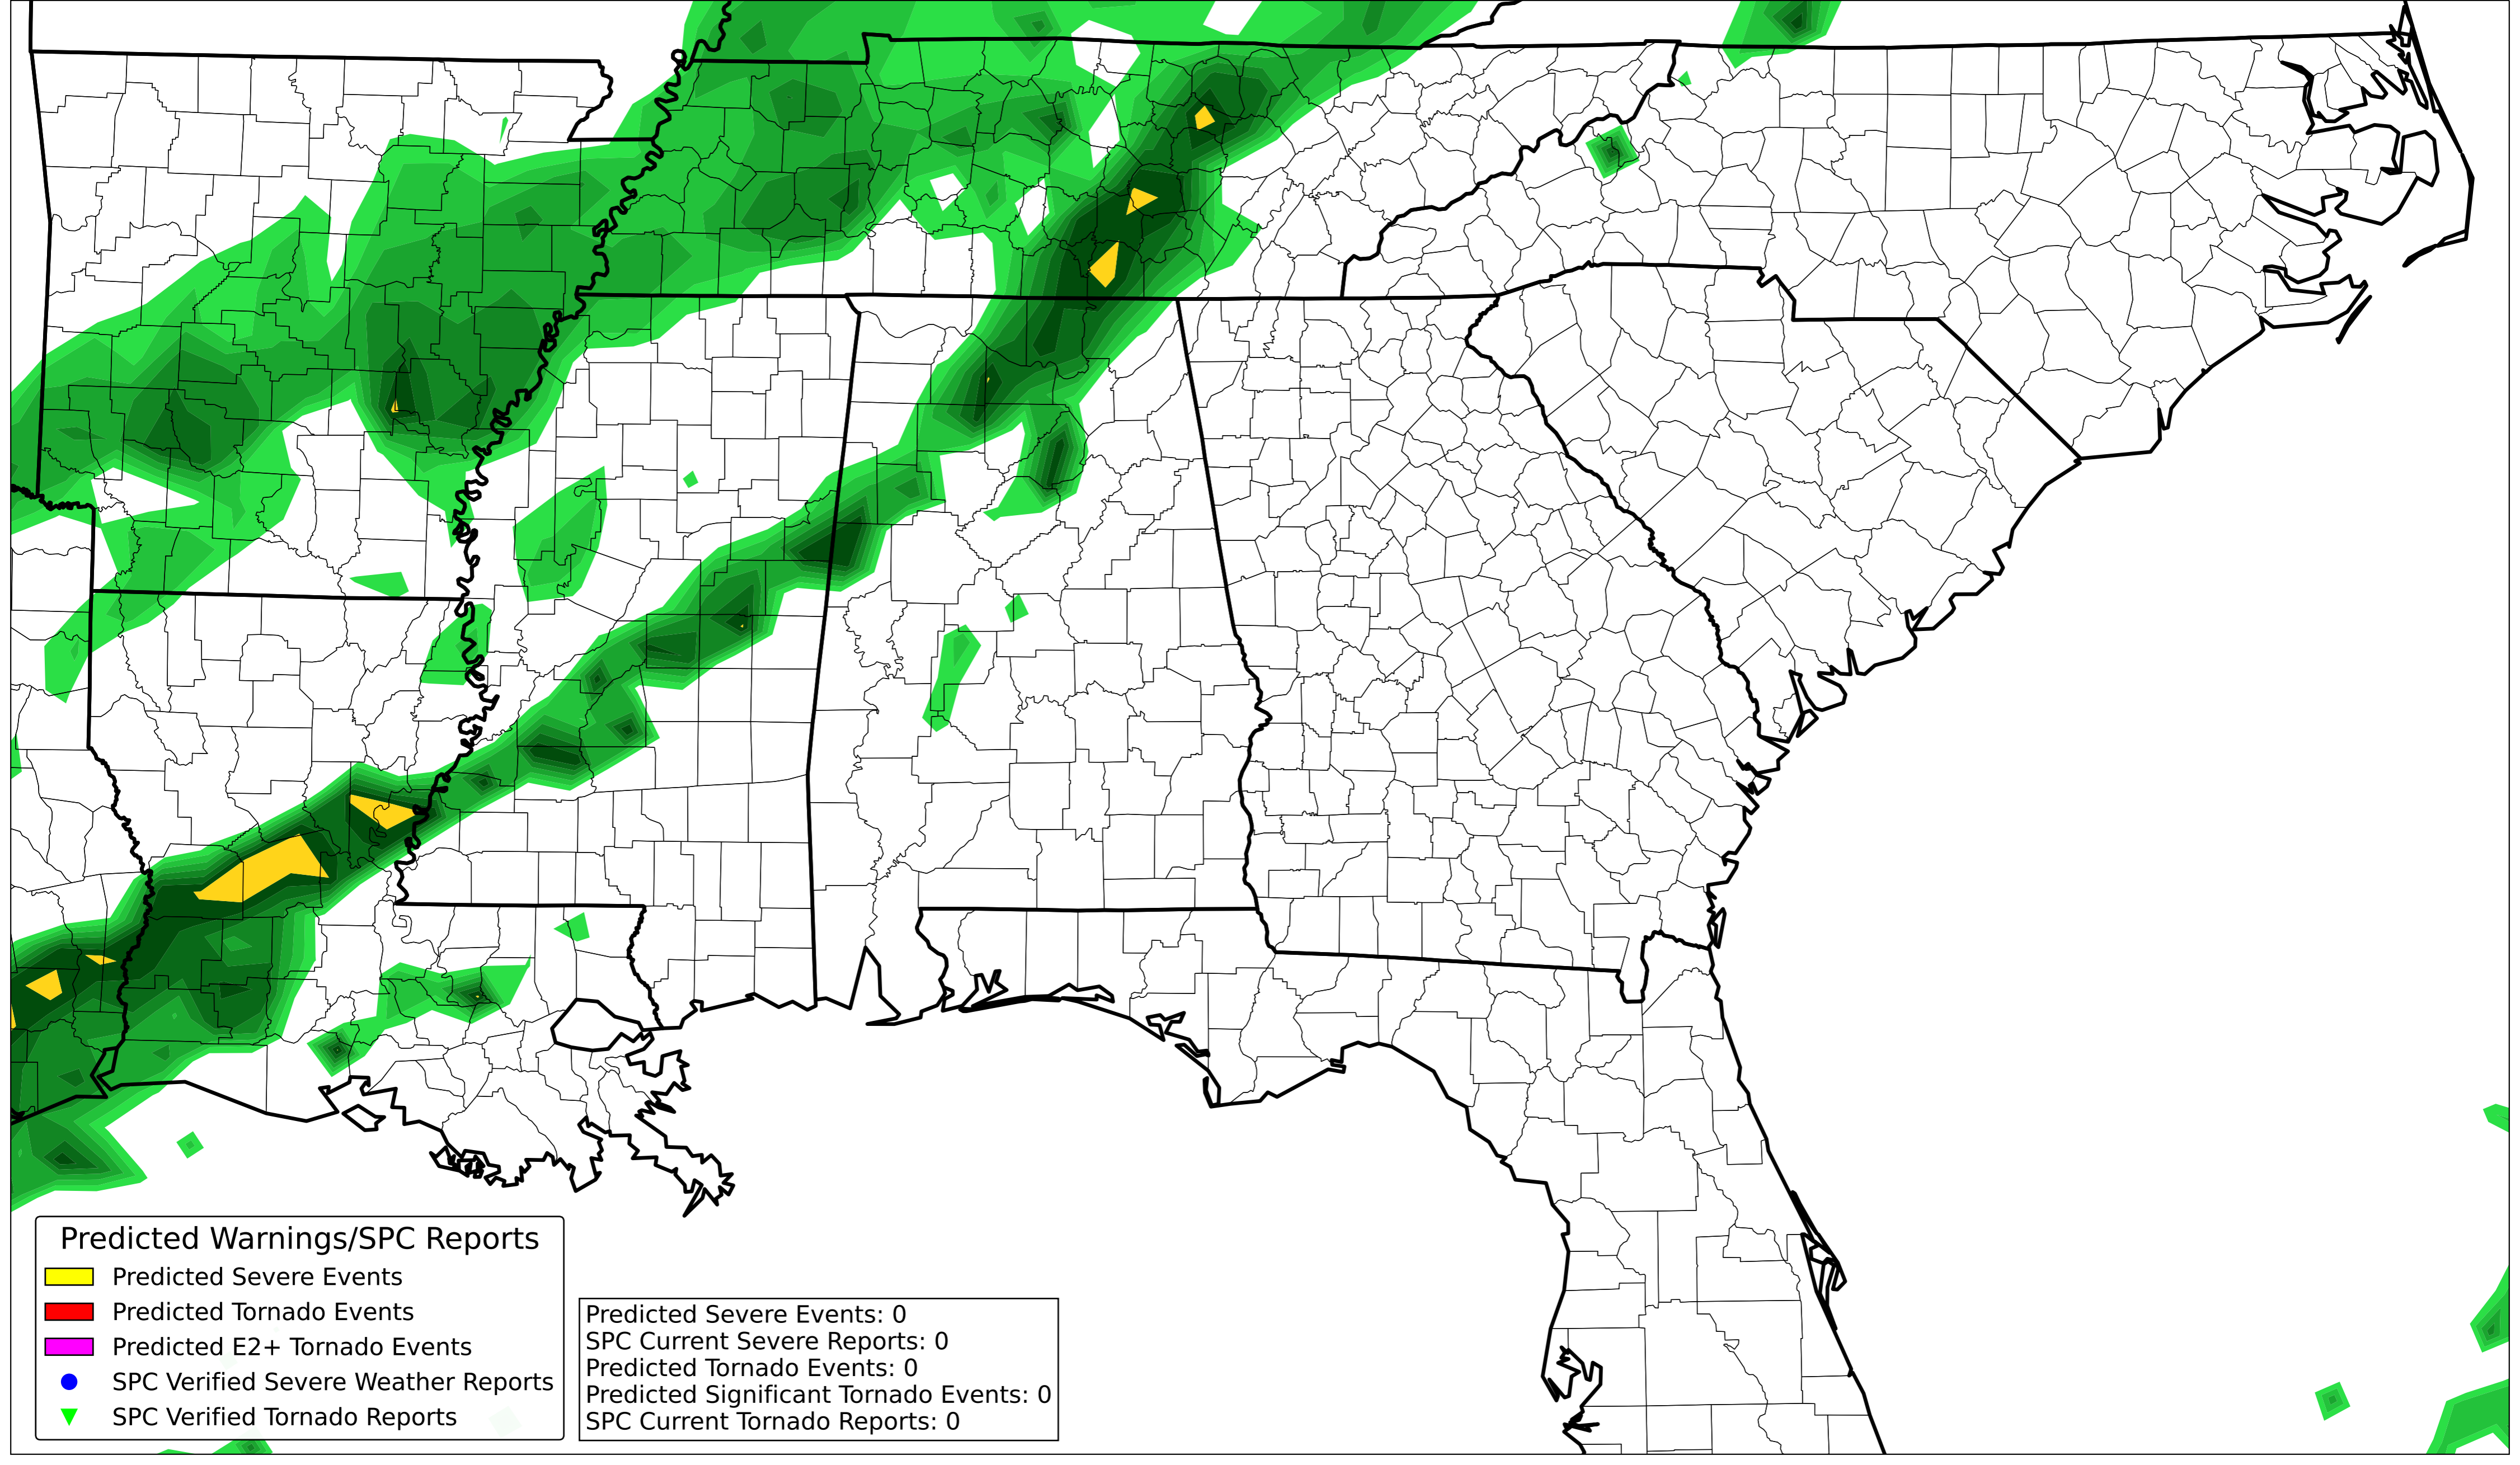 Predicted Warnings/SPC Reports
Predicted Severe Events
Predicted Tornado Events
Predicted E2+ Tornado Events
SPC Verified Severe Weather Reports
SPC Verified Tornado Reports
Predicted Severe Events: 0
SPC Current Severe Reports: 0
Predicted Tornado Events: 0
Predicted Significant Tornado Events: 0
SPC Current Tornado Reports: 0